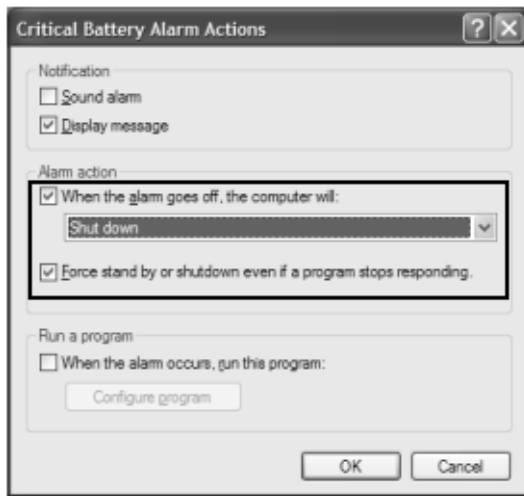 Critical Battery Alarm Actions
Notification
Sound alarm
Display message
Alarm action
When the alarm goes off, the computer will:
Shut down
Force stand by or shutdown even if a program stops responding.
Run a program
When the alarm occurs, run this program:
Configure program
OK Cancel